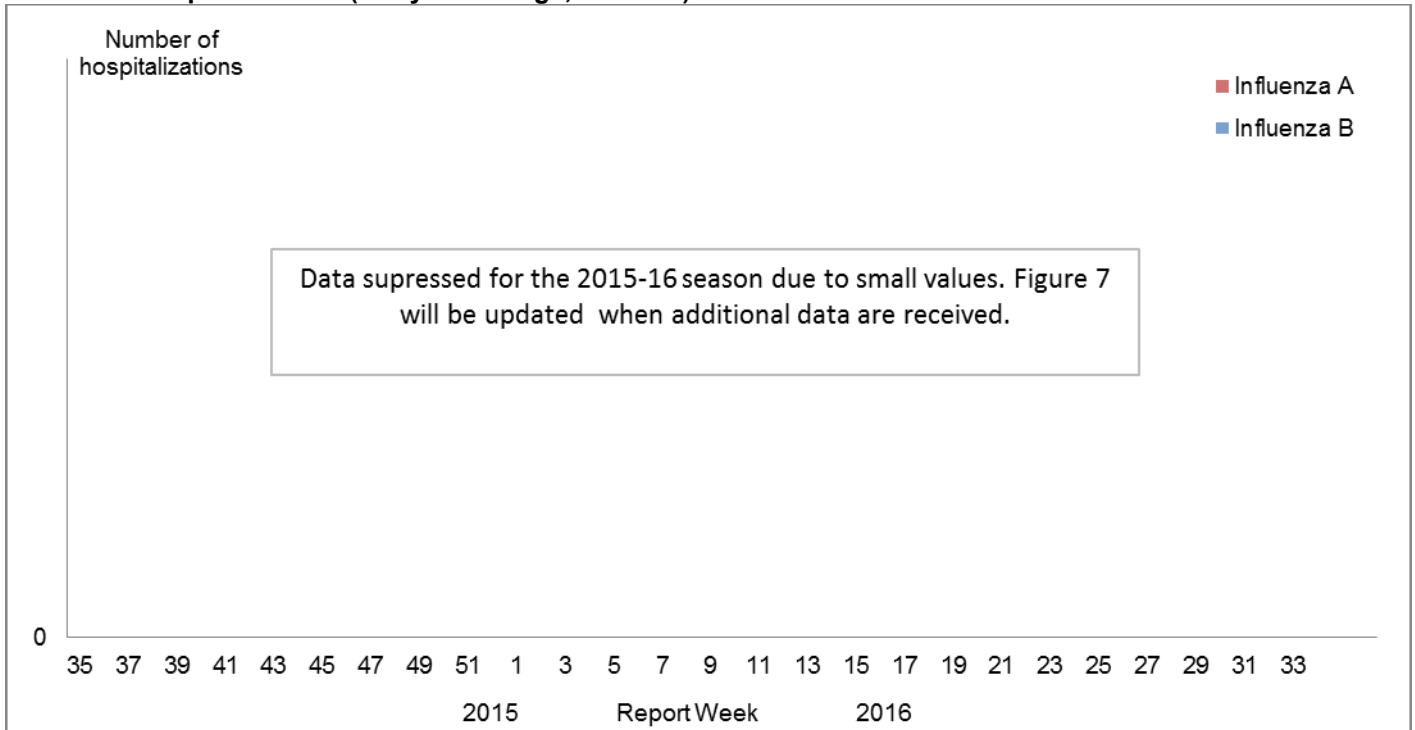 Number of
hospitalizations
Influenza A
Influenza B
Data supressed for the 2015-16 season due to small values. Figure 7
will be updated when additional data are received.
0
35 37 39 41 43 45 47 49 51 1 3 5 7 9 11 13 15 17 19 21 23 25 27 29 31 33
2015 Report Week 2016